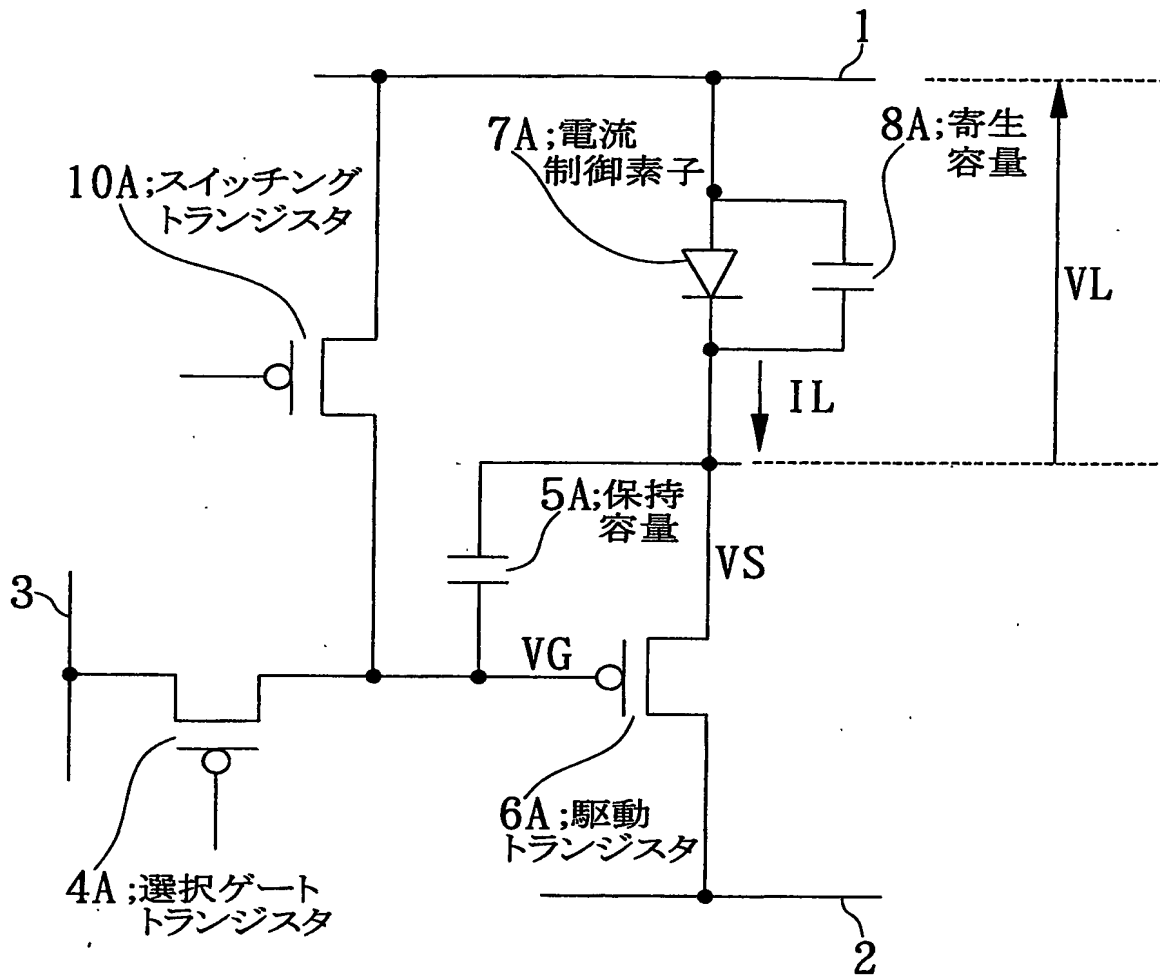 1
7A;電流
制御素子
8A;寄生
容量
10A;スイッチング
トランジスタ
VL
IL
5A;保持
容量
VS
3
VG
6A;駆動
トランジスタ
4A;選択ゲート
トランジスタ
2